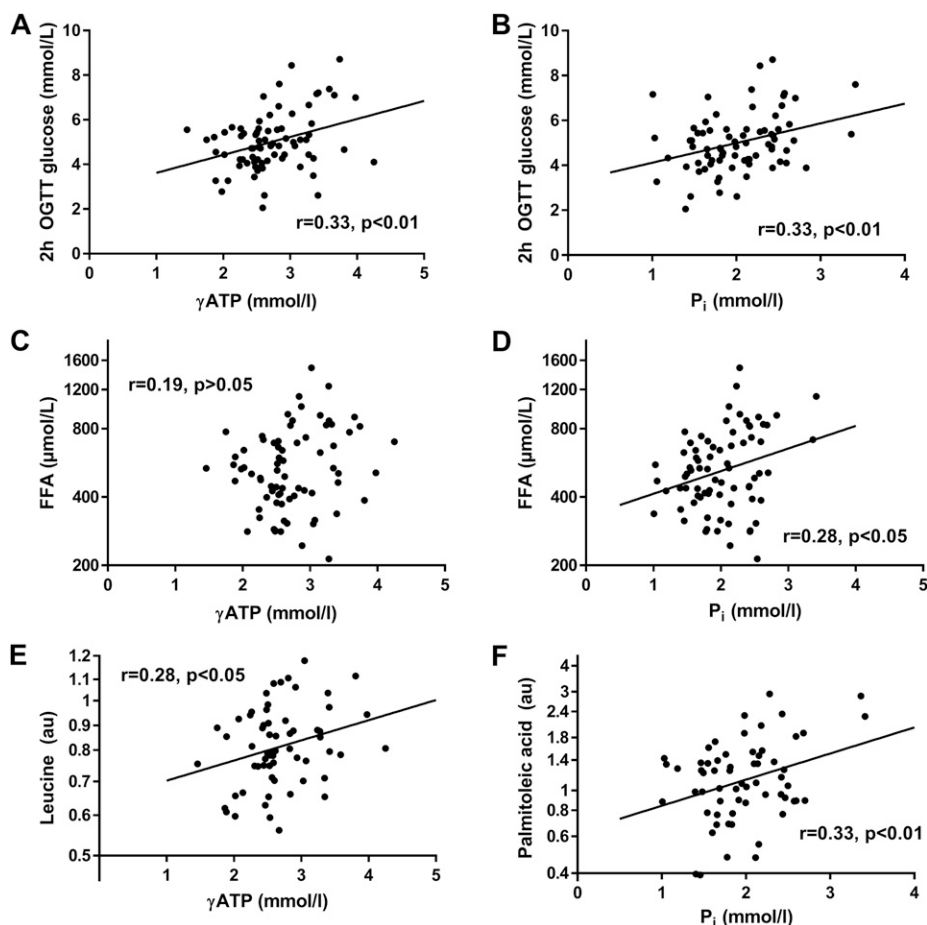 A
2h OGTT glucose (mmol/L)
10
8
6
4
2
0
0 1 2 3 4 5
γATP (mmol/l)
r=0.33, p<0.01
B
2h OGTT glucose (mmol/L)
10
8
6
4
2
0
0 1 2 3 4
Pi (mmol/l)
r=0.33, p<0.01
C
FFA (μmol/L)
1600
1200
800
400
200
0 1 2 3 4 5
γATP (mmol/l)
r=0.19, p>0.05
D
FFA (μmol/L)
1600
1200
800
400
200
0 1 2 3 4 5
Pi (mmol/l)
r=0.28, p<0.05
E
Leucine (au)
1.2
1.1
1
0.9
0.8
0.7
0.6
0.5
0 1 2 3 4 5
γATP (mmol/l)
r=0.28, p<0.05
F
Palmitoleic acid (au)
4
3
2.4
1.8
1.4
1
0.8
0.6
0.4
0 1 2 3 4
Pi (mmol/l)
r=0.33, p<0.01